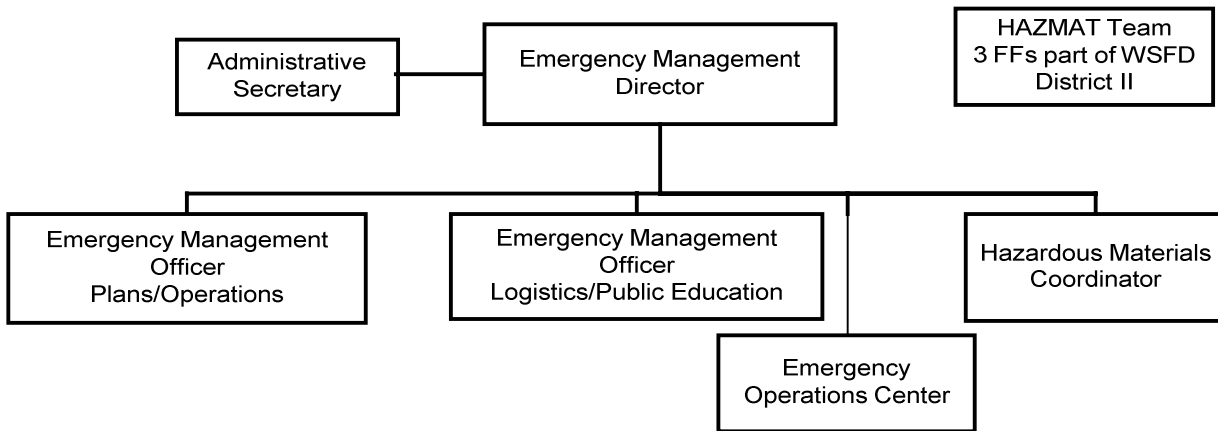 Administrative
Secretary
Emergency Management
Director
HAZMAT Team
3 FFs part of WSFD
District II
Emergency Management
Officer
Plans/Operations
Emergency Management
Officer
Logistics/Public Education
Hazardous Materials
Coordinator
Emergency
Operations Center